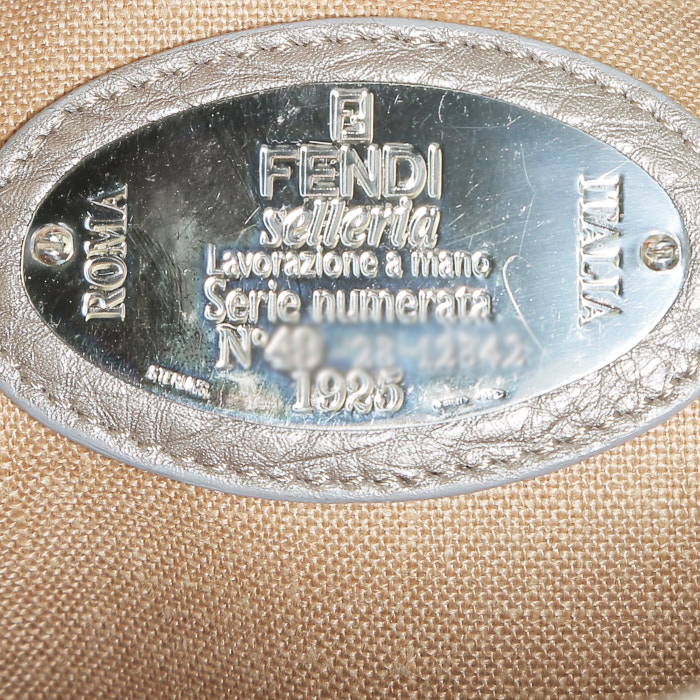 FENDI
selleria
Lavorazione a mano
Serie numerata
N°
1925
ROMA
ITALIA